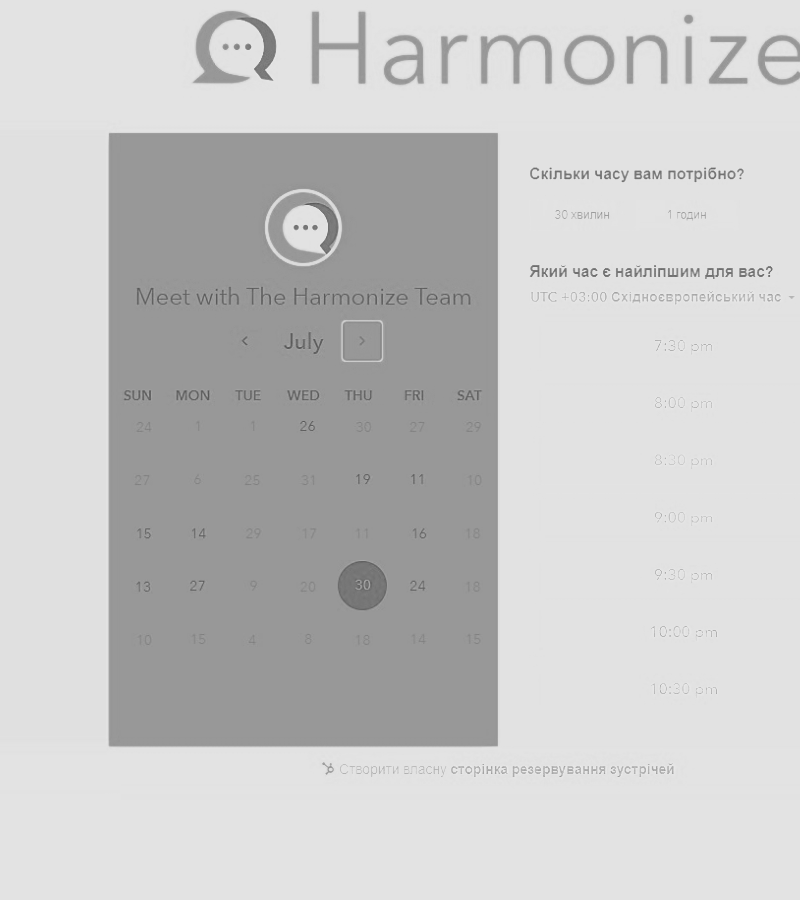 Harmonize
Meet with The Harmonize Team
July
SUN MON TUE WED THU FRI SAT
24 1 1 26 30 27 29
27 6 25 31 19 11 10
15 14 29 17 11 16 18
13 27 9 20 30 24 18
10 15 4 8 18 14 15
Скільки часу вам потрібно?
30 хвилин 1 годин
Який час є найліпшим для вас?
UTC +03:00 Східноєвропейський час
7:30 pm
8:00 pm
8:30 pm
9:00 pm
9:30 pm
10:00 pm
10:30 pm
Створити власну сторінка резервування зустрічей